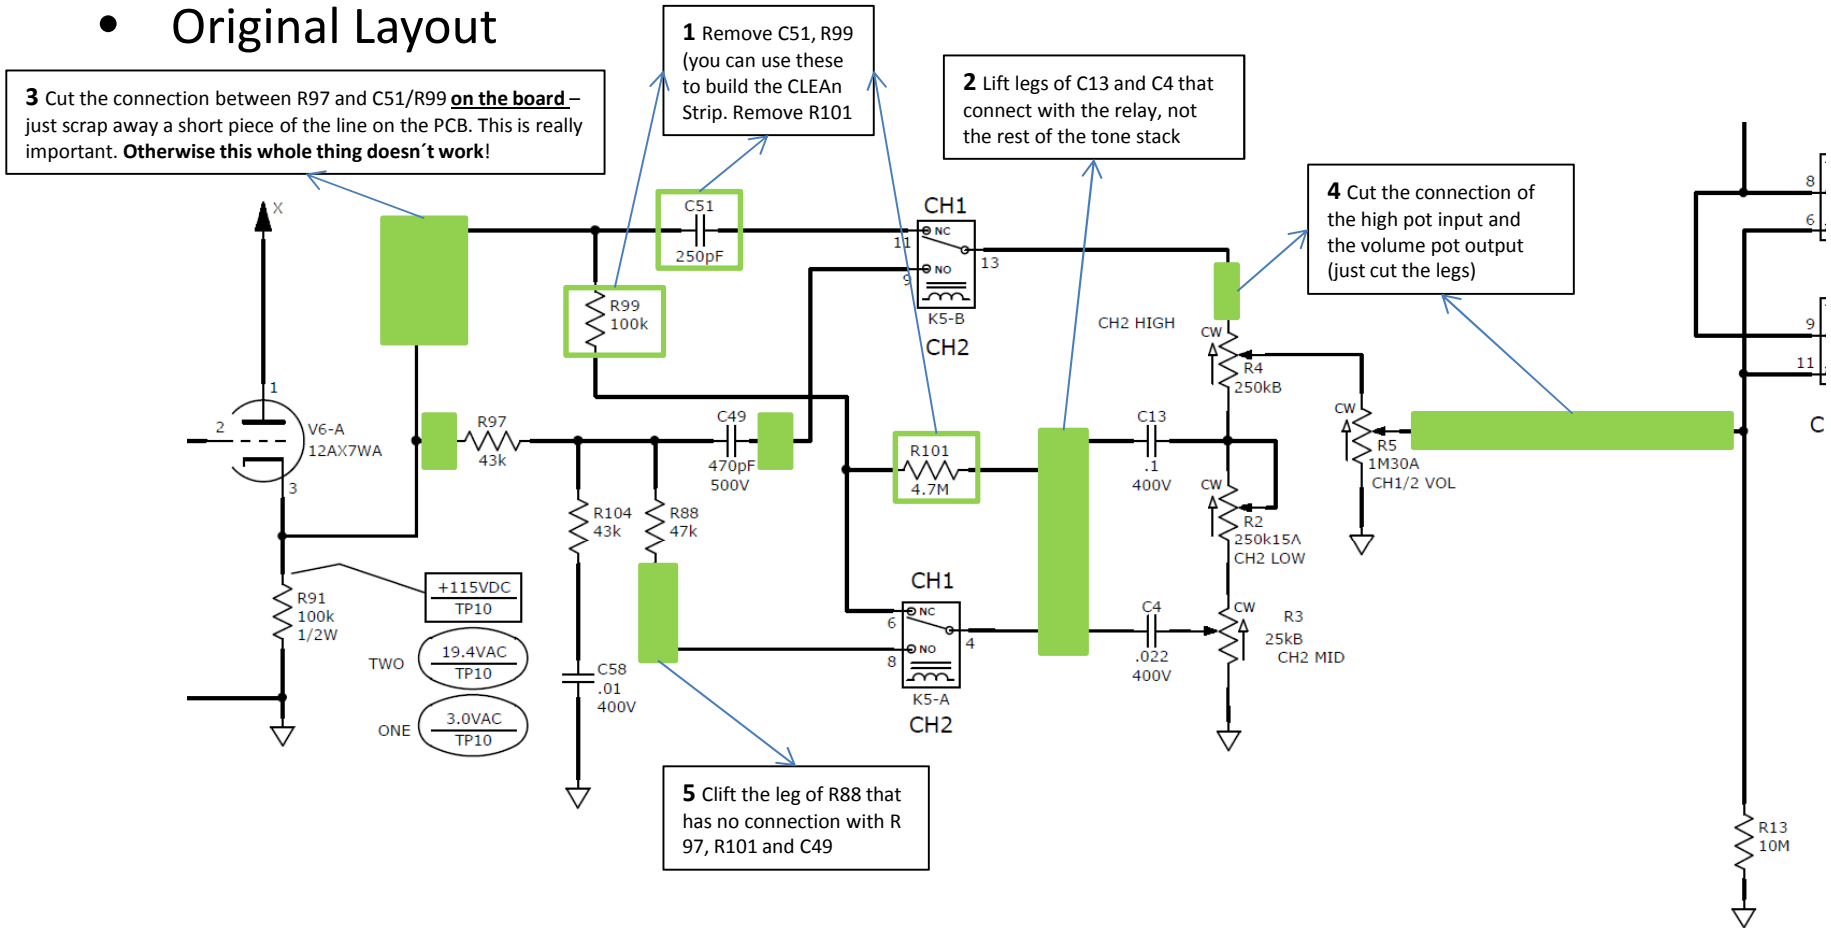 • Original Layout
1 Remove C51, R99
(you can use these
to build the CLEAn
Strip. Remove R101
2 Lift legs of C13 and C4 that
connect with the relay, not
the rest of the tone stack
3 Cut the connection between R97 and C51/R99 on the board –
just scrap away a short piece of the line on the PCB. This is really
important. Otherwise this whole thing doesn´t work!
4 Cut the connection of
the high pot input and
the volume pot output
(just cut the legs)
X
C51
250pF
CH1
11
NC
13
9
NO
K5-B
CH2
R99
100k
CH2 HIGH
CW
R4
250kB
8
6
9
11
C
1
2
V6-A
12AX7WA
3
R97
43k
C49
470pF
500V
R101
4.7M
C13
.1
400V
CW
R5
1M30A
CH1/2 VOL
CW
R2
250k15A
CH2 LOW
R104
43k
R88
47k
R91
100k
1/2W
+115VDC
TP10
TWO
19.4VAC
TP10
ONE
3.0VAC
TP10
C58
.01
400V
CH1
6
NC
4
8
NO
K5-A
CH2
C4
.022
400V
CW
R3
25kB
CH2 MID
5 Clift the leg of R88 that
has no connection with R
97, R101 and C49
R13
10M